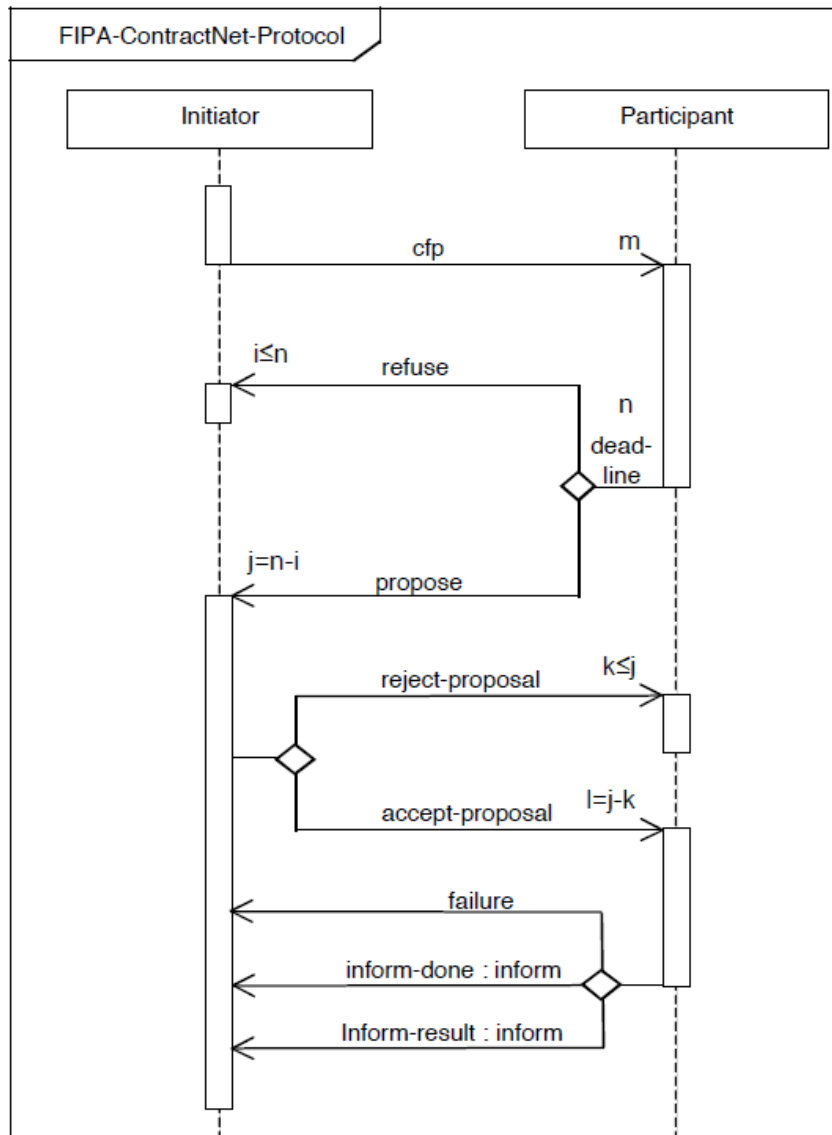 FIPA-ContractNet-Protocol
Initiator
Participant
cfp
m
i≤n
refuse
n
dead-
line
j=n-i
propose
reject-proposal
k≤j
accept-proposal
l=j-k
failure
inform-done : inform
Inform-result : inform